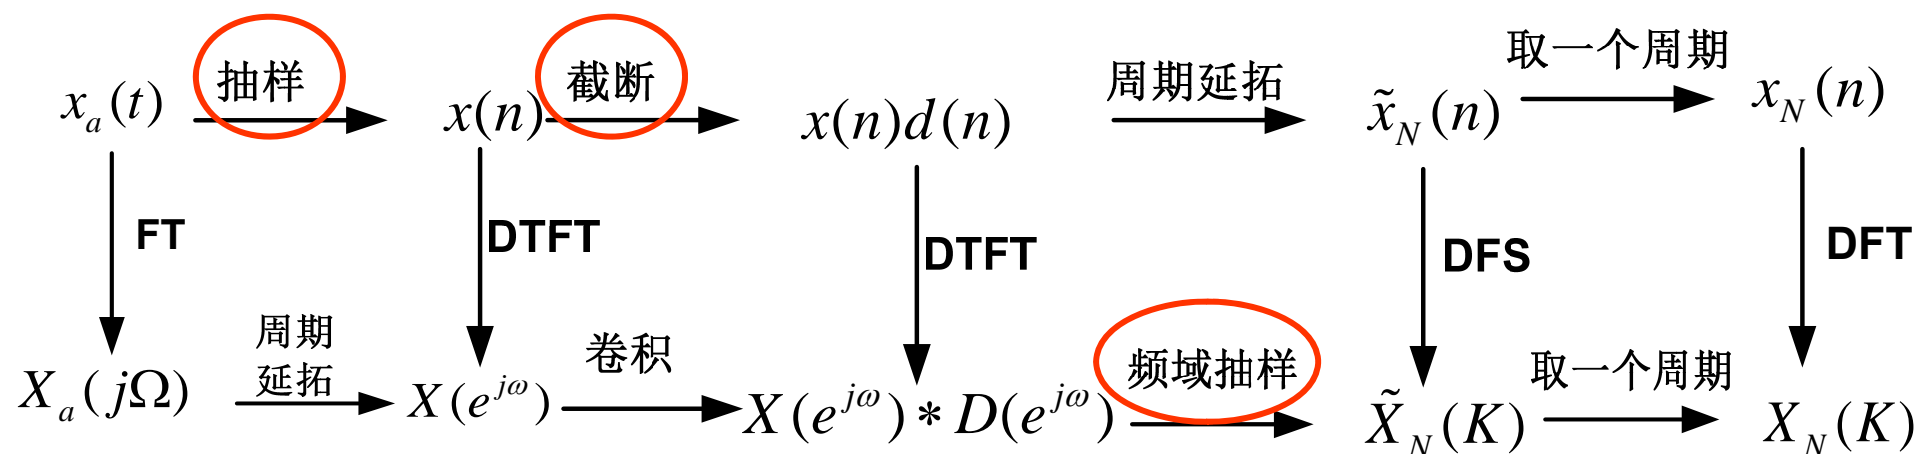 x_a(t) 抽样 x(n) 截断 x(n)d(n) 周期延拓 x̃_N(n) 取一个周期 x_N(n)
FT DTFT DTFT DFS DFT
X_a(jΩ) 周期 X(e^{jω}) 卷积 X(e^{jω})*D(e^{jω}) 频域抽样 X̃_N(K) 取一个周期 X_N(K)
延拓